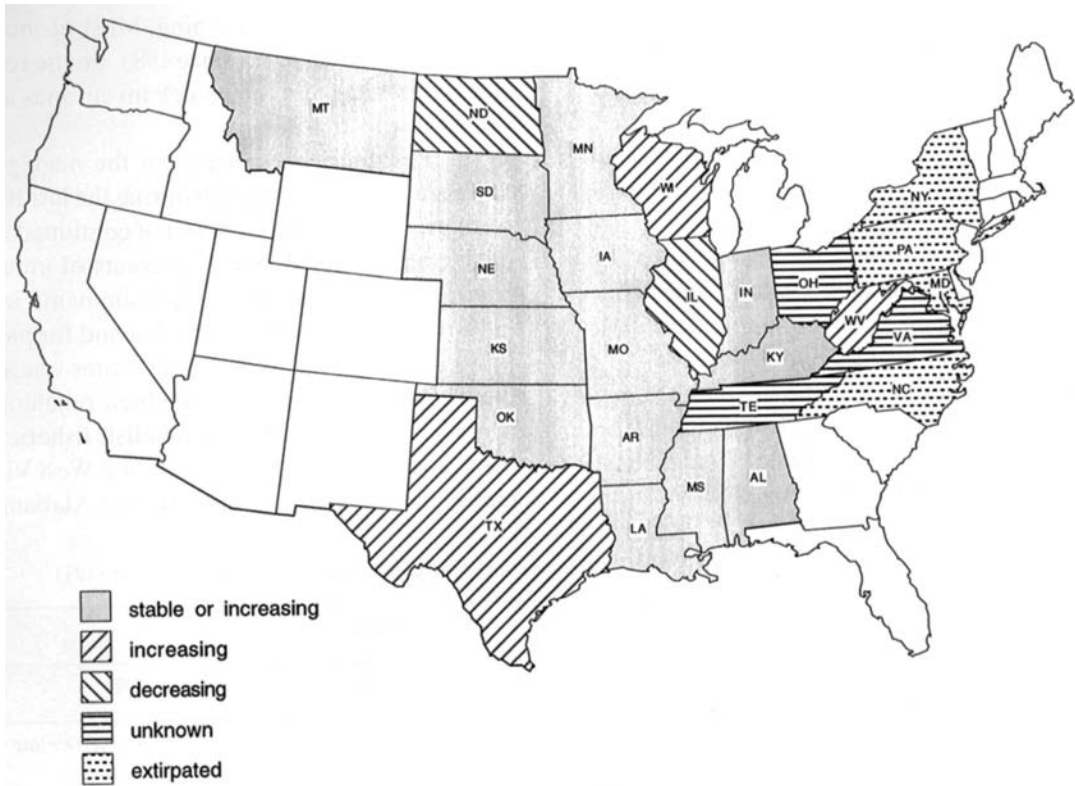 MT
ND
MN
SD
WI
NY
IA
PA
NE
IL
IN
OH
MD
WV
VA
KS
MO
KY
NC
TE
OK
AR
AL
MS
TX
LA
stable or increasing
increasing
decreasing
unknown
extirpated